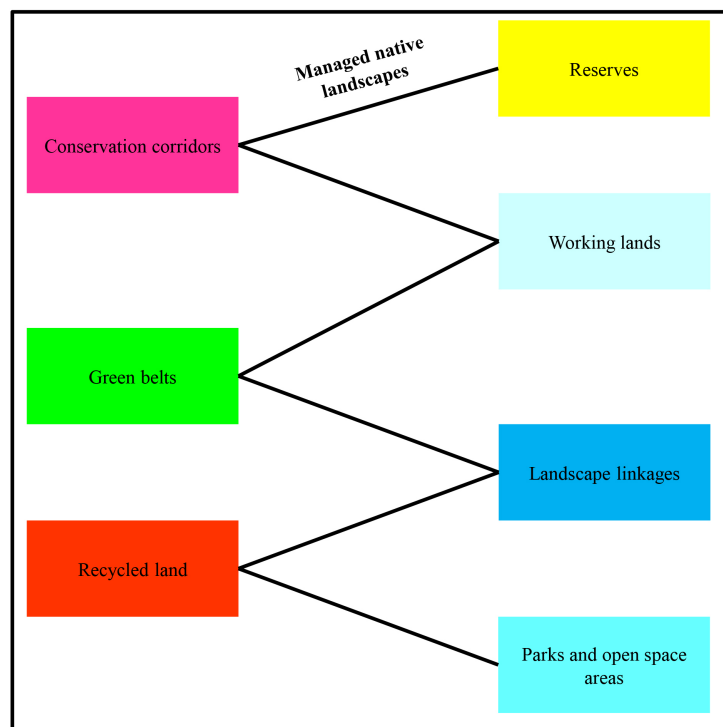 Managed native
landscapes
Reserves
Conservation corridors
Working lands
Green belts
Landscape linkages
Recycled land
Parks and open space
areas